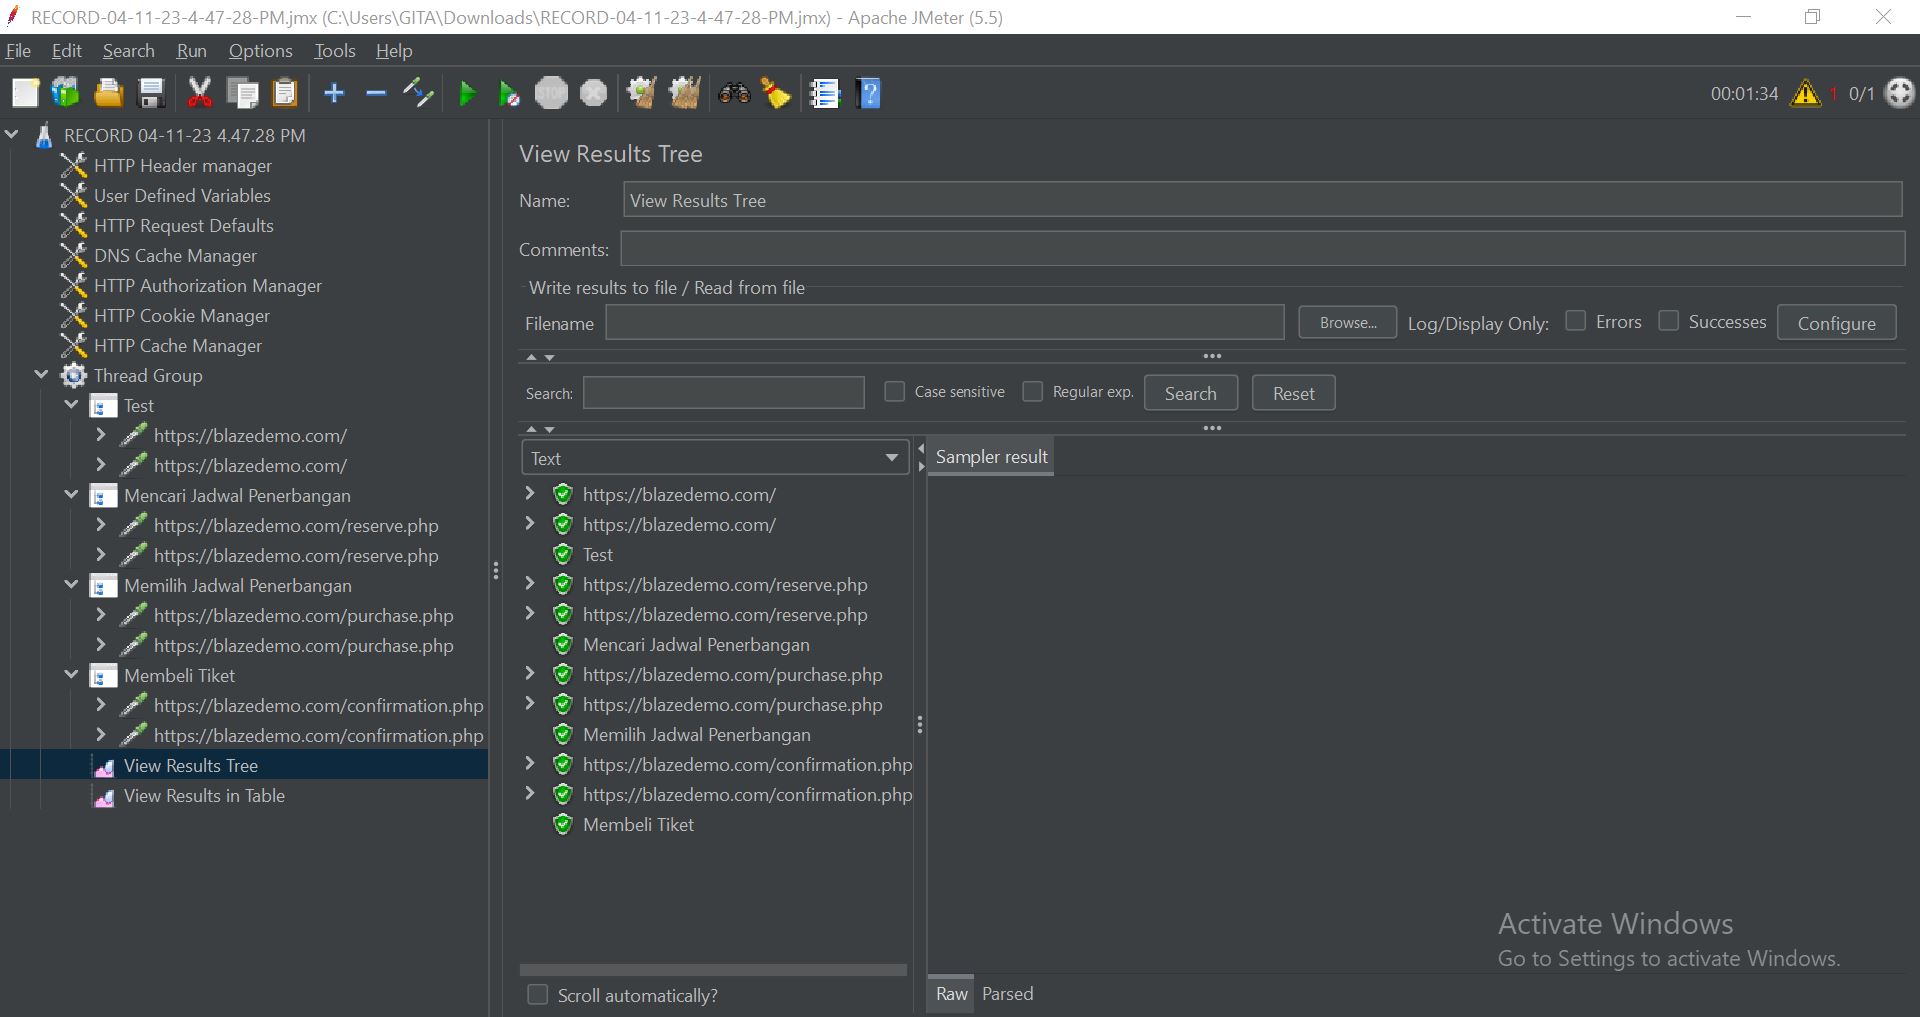 RECORD-04-11-23-4-47-28-PM.jmx (C:\Users\GITA\Downloads\RECORD-04-11-23-4-47-28-PM.jmx) - Apache JMeter (5.5)
File Edit Search Run Options Tools Help
STOP
00:01:34 1 0/1
RECORD 04-11-23 4.47.28 PM
HTTP Header manager
User Defined Variables
HTTP Request Defaults
DNS Cache Manager
HTTP Authorization Manager
HTTP Cookie Manager
HTTP Cache Manager
Thread Group
Test
https://blazedemo.com/
https://blazedemo.com/
Mencari Jadwal Penerbangan
https://blazedemo.com/reserve.php
https://blazedemo.com/reserve.php
Memilih Jadwal Penerbangan
https://blazedemo.com/purchase.php
https://blazedemo.com/purchase.php
Membeli Tiket
https://blazedemo.com/confirmation.php
https://blazedemo.com/confirmation.php
View Results Tree
View Results in Table
View Results Tree
Name: View Results Tree
Comments:
Write results to file / Read from file
Filename Browse... Log/Display Only: Errors Successes Configure
Search: Case sensitive Regular exp. Search Reset
Text
https://blazedemo.com/
https://blazedemo.com/
Test
https://blazedemo.com/reserve.php
https://blazedemo.com/reserve.php
Mencari Jadwal Penerbangan
https://blazedemo.com/purchase.php
https://blazedemo.com/purchase.php
Memilih Jadwal Penerbangan
https://blazedemo.com/confirmation.php
https://blazedemo.com/confirmation.php
Membeli Tiket
Scroll automatically?
Sampler result
Activate Windows
Go to Settings to activate Windows.
Raw Parsed